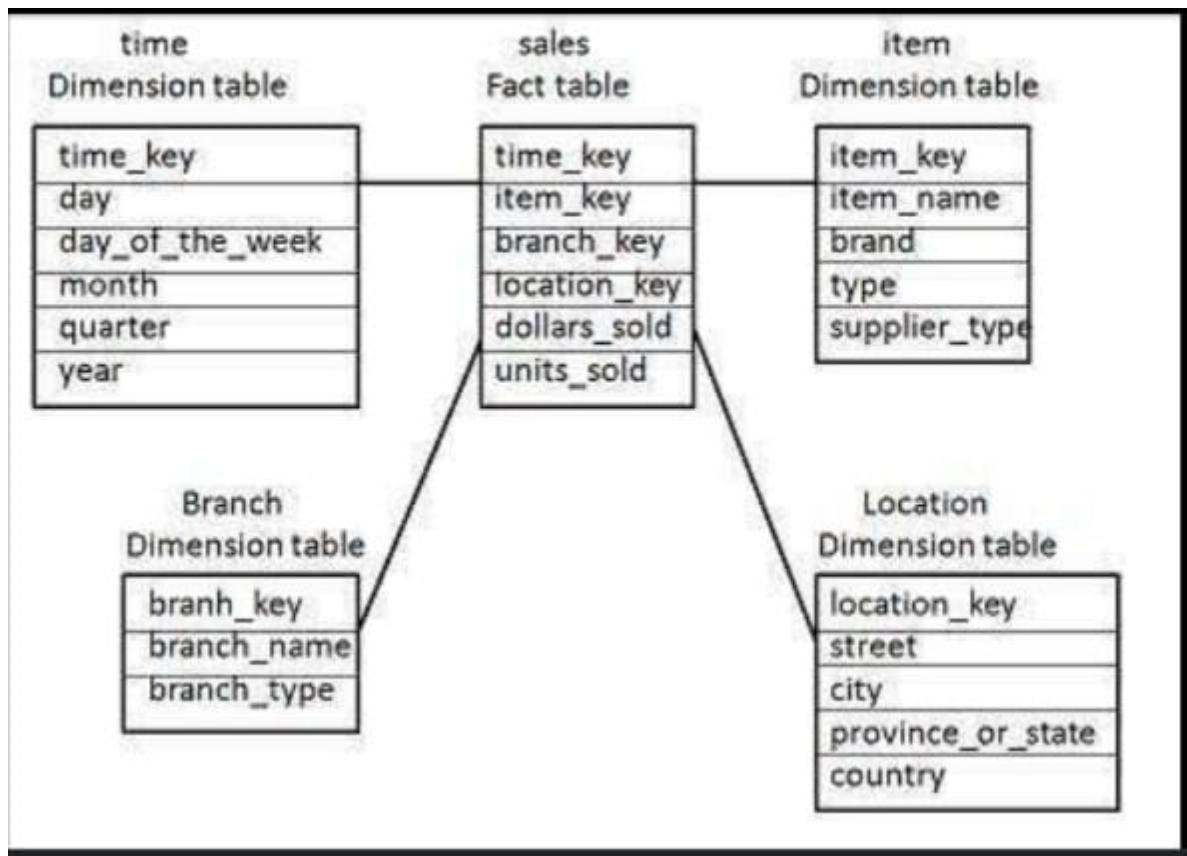 time
Dimension table
time_key
day
day_of_the_week
month
quarter
year
sales
Fact table
time_key
item_key
branch_key
location_key
dollars_sold
units_sold
item
Dimension table
item_key
item_name
brand
type
supplier_type
Branch
Dimension table
branh_key
branch_name
branch_type
Location
Dimension table
location_key
street
city
province_or_state
country